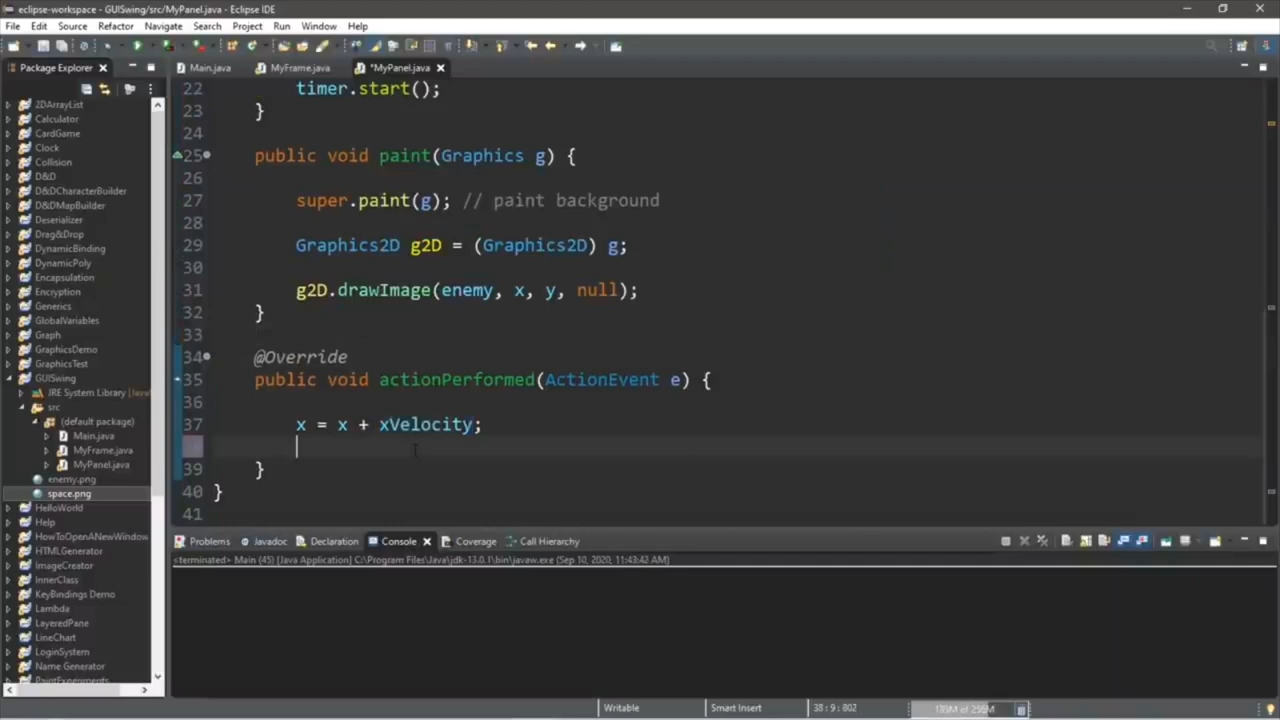 eclipse-workspace - GUISwing/src/MyPanel.java - Eclipse IDE
File Edit Source Refactor Navigate Search Project Run Window Help
Package Explorer
Main.java MyFrame.java *MyPanel.java
2DArrayList
Calculator
CardGame
Clock
Collision
D&D
D&DCharacterBuilder
D&DMapBuilder
Deserializer
Drag&Drop
DynamicBinding
DynamicPoly
Encapsulation
Encryption
Generics
GlobalVariables
Graph
GraphicsDemo
GraphicsTest
GUISwing
JRE System Library [Java
src
(default package)
Main.java
MyFrame.java
MyPanel.java
enemy.png
space.png
HelloWorld
Help
HowToOpenANewWindow
HTMLGenerator
ImageCreator
InnerClass
KeyBindings Demo
Lambda
LayeredPane
LineChart
LoginSystem
Name Generator
PaintExperiments
22 timer.start();
23 }
24
25 public void paint(Graphics g) {
26
27 super.paint(g); // paint background
28
29 Graphics2D g2D = (Graphics2D) g;
30
31 g2D.drawImage(enemy, x, y, null);
32 }
33
34 @Override
35 public void actionPerformed(ActionEvent e) {
36
37 x = x + xVelocity;
39 }
40 }
41
Problems Javadoc Declaration Console Coverage Call Hierarchy
<terminated> Main (45) [Java Application] C:\Program Files\Java\jdk-13.0.1\bin\javaw.exe (Sep 10, 2020, 11:43:42 AM)
Writable Smart Insert 38 : 9 : 802